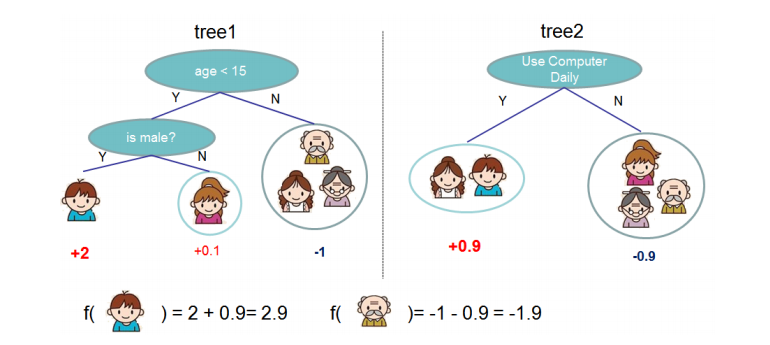 tree1
tree2
age < 15
Use Computer
Daily
Y
N
Y
N
is male?
Y
N
+2
+0.1
-1
+0.9
-0.9
f( ) = 2 + 0.9= 2.9
f( )= -1 - 0.9 = -1.9